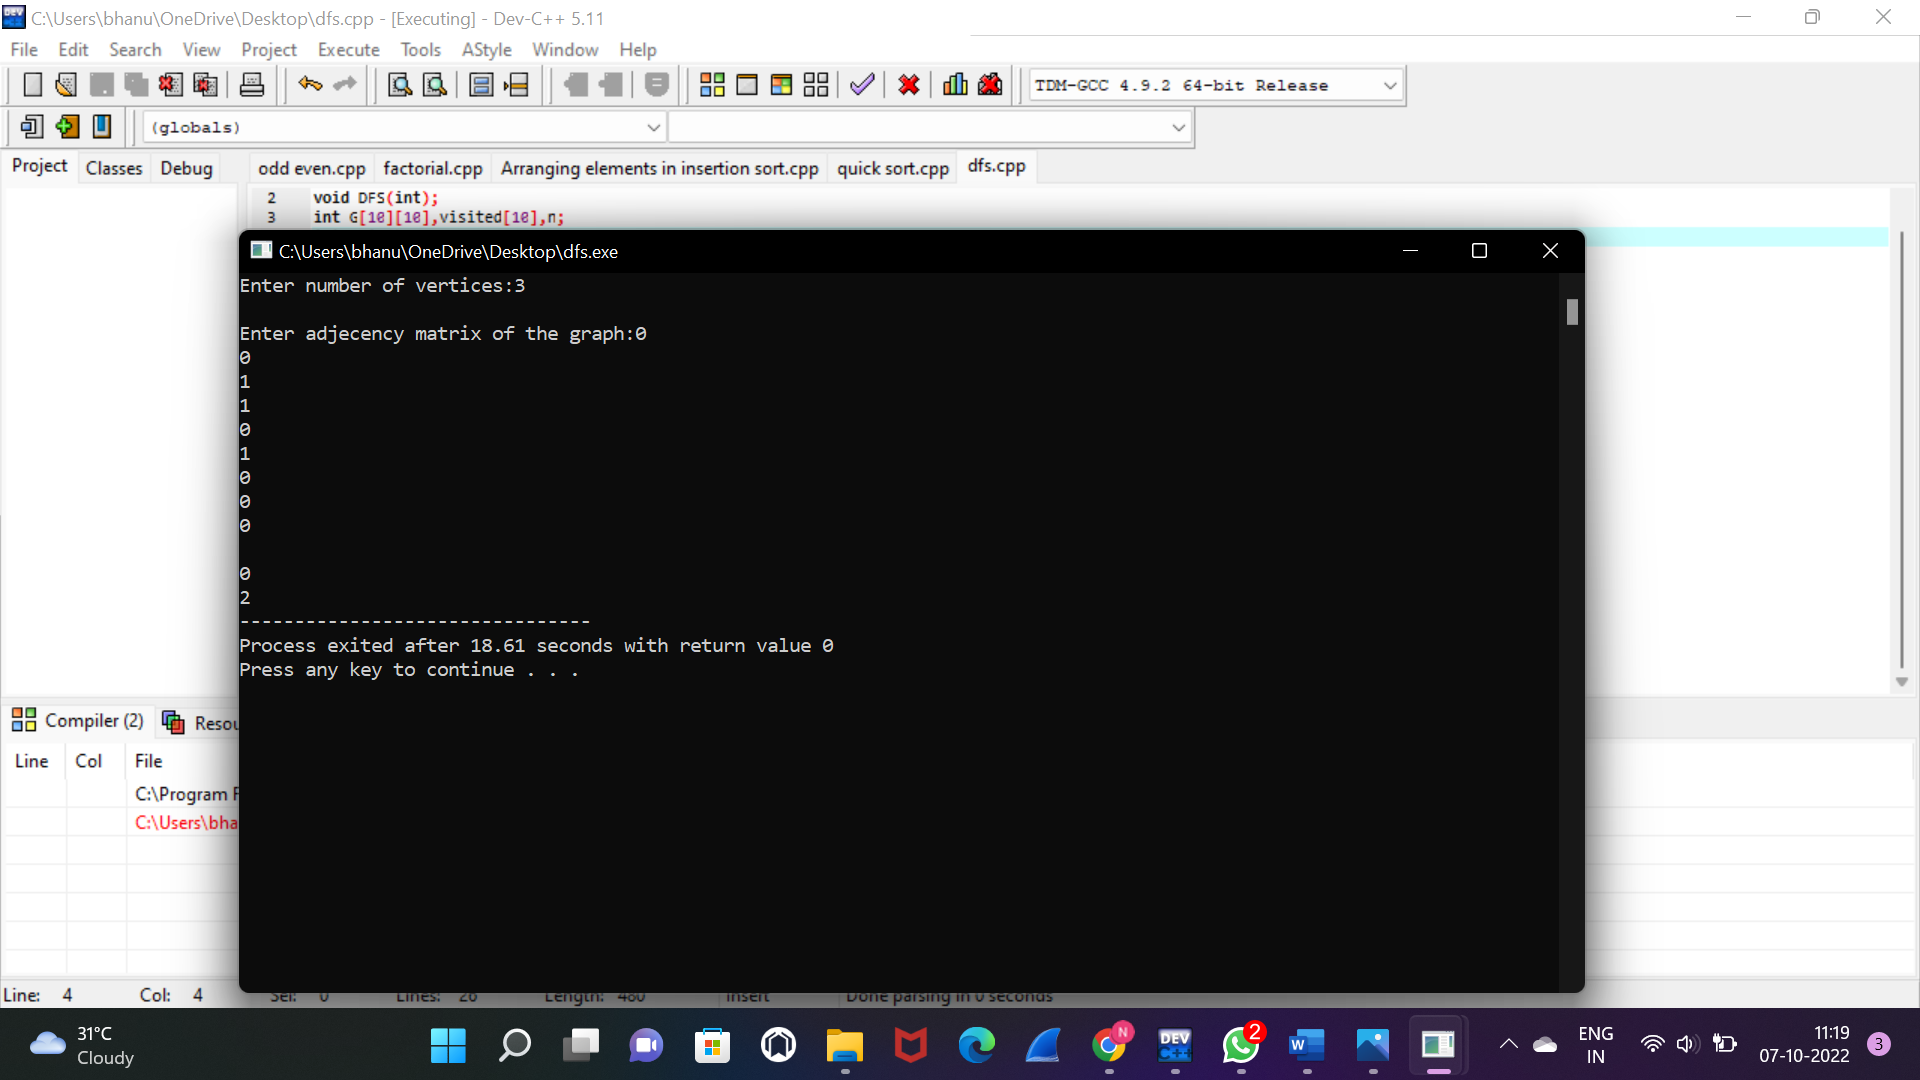 C:\Users\bhanu\OneDrive\Desktop\dfs.cpp - [Executing] - Dev-C++ 5.11
File Edit Search View Project Execute Tools AStyle Window Help
TDM-GCC 4.9.2 64-bit Release
(globals)
Project Classes Debug
odd even.cpp factorial.cpp Arranging elements in insertion sort.cpp quick sort.cpp dfs.cpp
2 void DFS(int);
3 int G[10][10],visited[10],n;
C:\Users\bhanu\OneDrive\Desktop\dfs.exe
Enter number of vertices:3
Enter adjecency matrix of the graph:0
0
1
1
0
1
0
0
0
0
2
--------------------------------
Process exited after 18.61 seconds with return value 0
Press any key to continue . . .
Compiler (2) Resou
Line Col File
C:\Program F
C:\Users\bha
Line: 4 Col: 4 Sel: 0 Lines: 26 Length: 480 Insert Done parsing in 0 seconds
31°C
Cloudy
N
DEV
C++
2
W
ENG
IN
11:19
07-10-2022
3